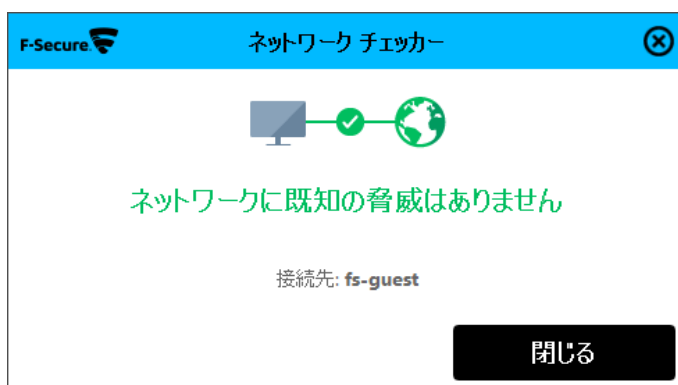 F-Secure.
ネットワーク チェッカー
ネットワークに既知の脅威はありません
接続先: fs-guest
閉じる